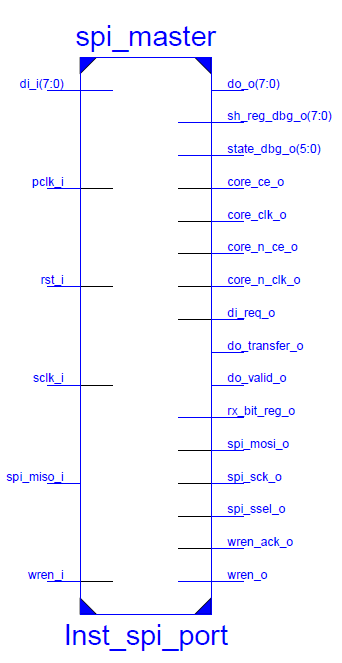 spi_master
di_i(7:0)
do_o(7:0)
sh_reg_dbg_o(7:0)
state_dbg_o(5:0)
pclk_i
core_ce_o
core_clk_o
core_n_ce_o
rst_i
core_n_clk_o
di_req_o
do_transfer_o
sclk_i
do_valid_o
rx_bit_reg_o
spi_mosi_o
spi_miso_i
spi_sck_o
spi_ssel_o
wren_ack_o
wren_i
wren_o
Inst_spi_port